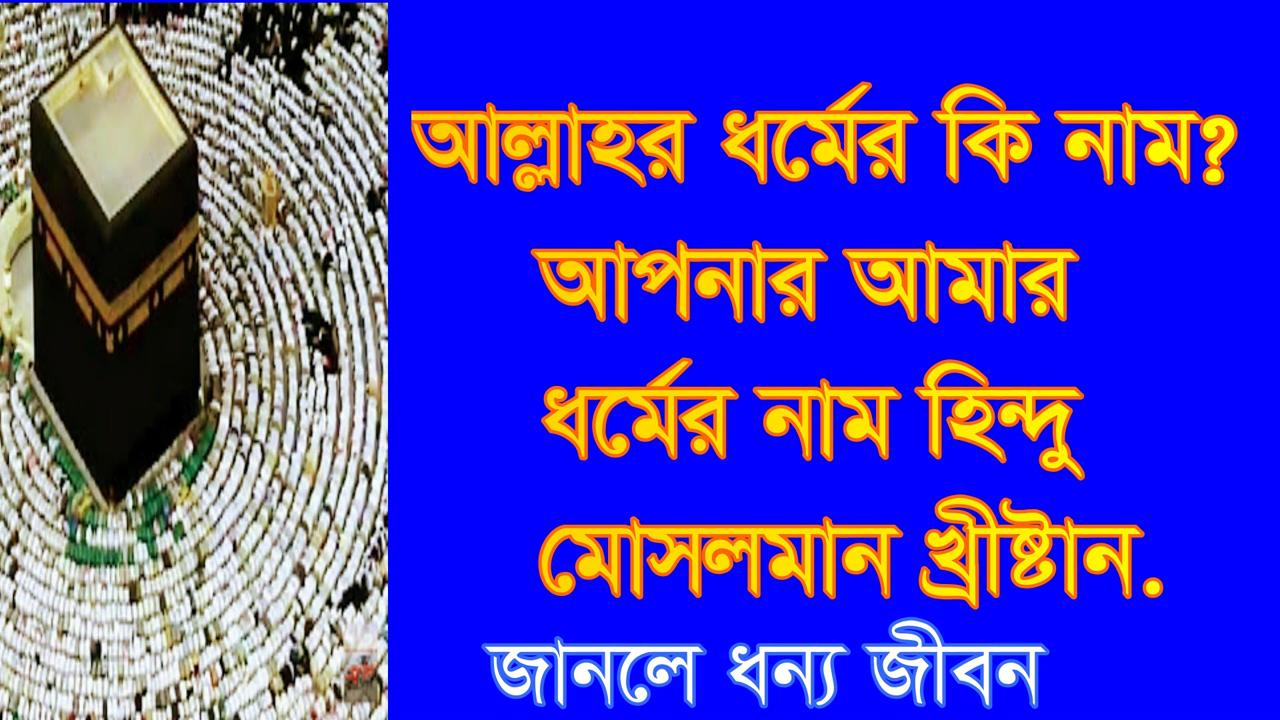 আল্লাহর ধর্মের কি নাম?
আপনার আমার
ধর্মের নাম হিন্দু
মোসলমান খ্রীষ্টান.
জানলে ধন্য জীবন